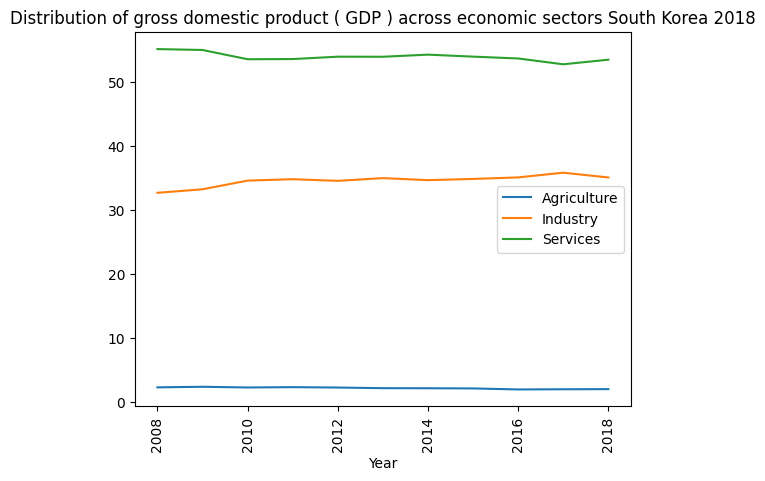 Distribution of gross domestic product ( GDP ) across economic sectors South Korea 2018
50
40
30
20
10
0
Agriculture
Industry
Services
2008
2010
2012
2014
2016
2018
Year